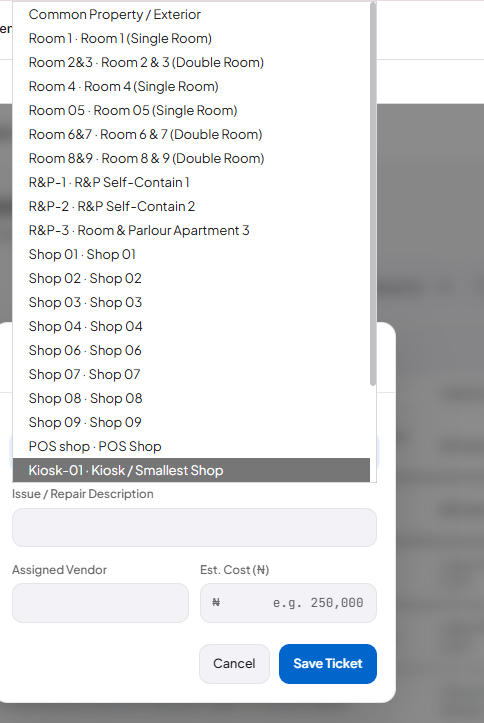 er
Common Property / Exterior
Room 1 · Room 1 (Single Room)
Room 2&3 · Room 2 & 3 (Double Room)
Room 4 · Room 4 (Single Room)
Room 05 · Room 05 (Single Room)
Room 6&7 · Room 6 & 7 (Double Room)
Room 8&9 · Room 8 & 9 (Double Room)
R&P-1 · R&P Self-Contain 1
R&P-2 · R&P Self-Contain 2
R&P-3 · Room & Parlour Apartment 3
Shop 01 · Shop 01
Shop 02 · Shop 02
Shop 03 · Shop 03
Shop 04 · Shop 04
Shop 06 · Shop 06
Shop 07 · Shop 07
Shop 08 · Shop 08
Shop 09 · Shop 09
POS shop · POS Shop
Kiosk-01 · Kiosk / Smallest Shop
Issue / Repair Description
Assigned Vendor
Est. Cost (₦)
₦ e.g. 250,000
Cancel
Save Ticket